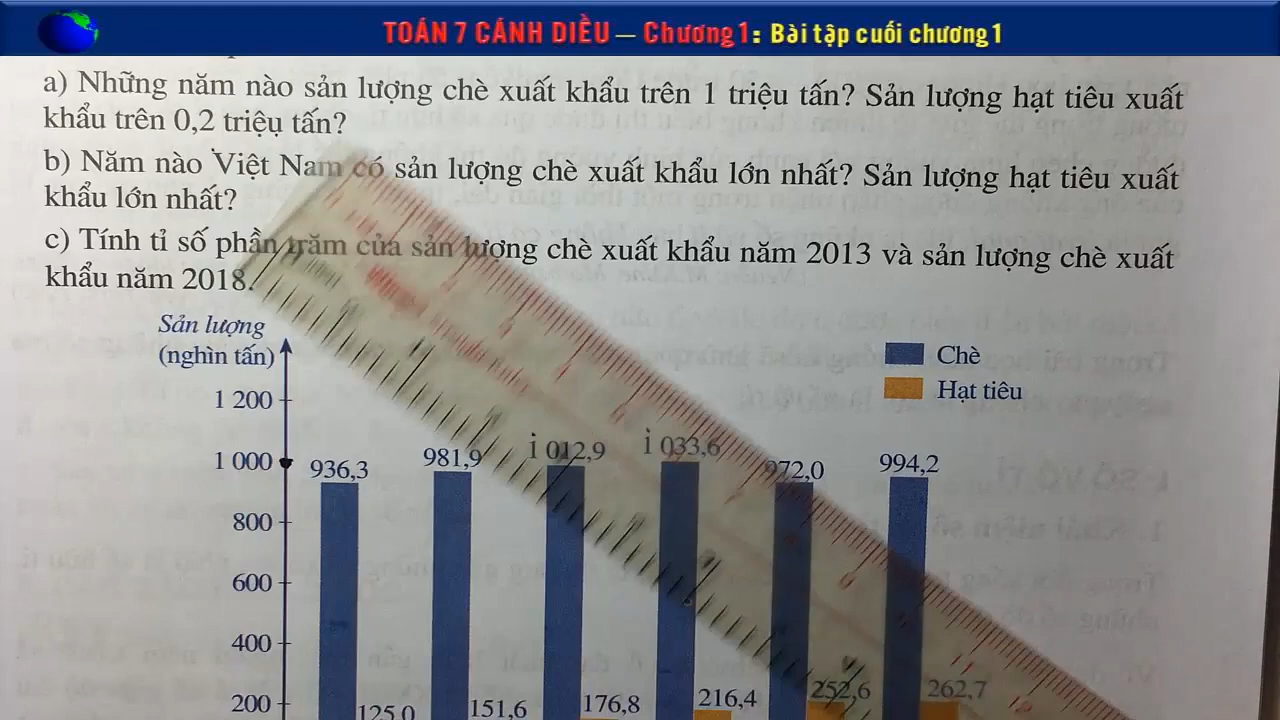 TOÁN 7 CÁNH DIỀU – Chương 1: Bài tập cuối chương 1
a) Những năm nào sản lượng chè xuất khẩu trên 1 triệu tấn? Sản lượng hạt tiêu xuất
khẩu trên 0,2 triệu tấn?
b) Năm nào Việt Nam có sản lượng chè xuất khẩu lớn nhất? Sản lượng hạt tiêu xuất
khẩu lớn nhất?
c) Tính tỉ số phần trăm của sản lượng chè xuất khẩu năm 2013 và sản lượng chè xuất
khẩu năm 2018.
Sản lượng
(nghìn tấn)
Chè
Hạt tiêu
1 200
1 000
936,3 981,9 1 012,9 1 033,6 972,0 994,2
800
600
400
200
125,0 151,6 176,8 216,4 252,6 262,7